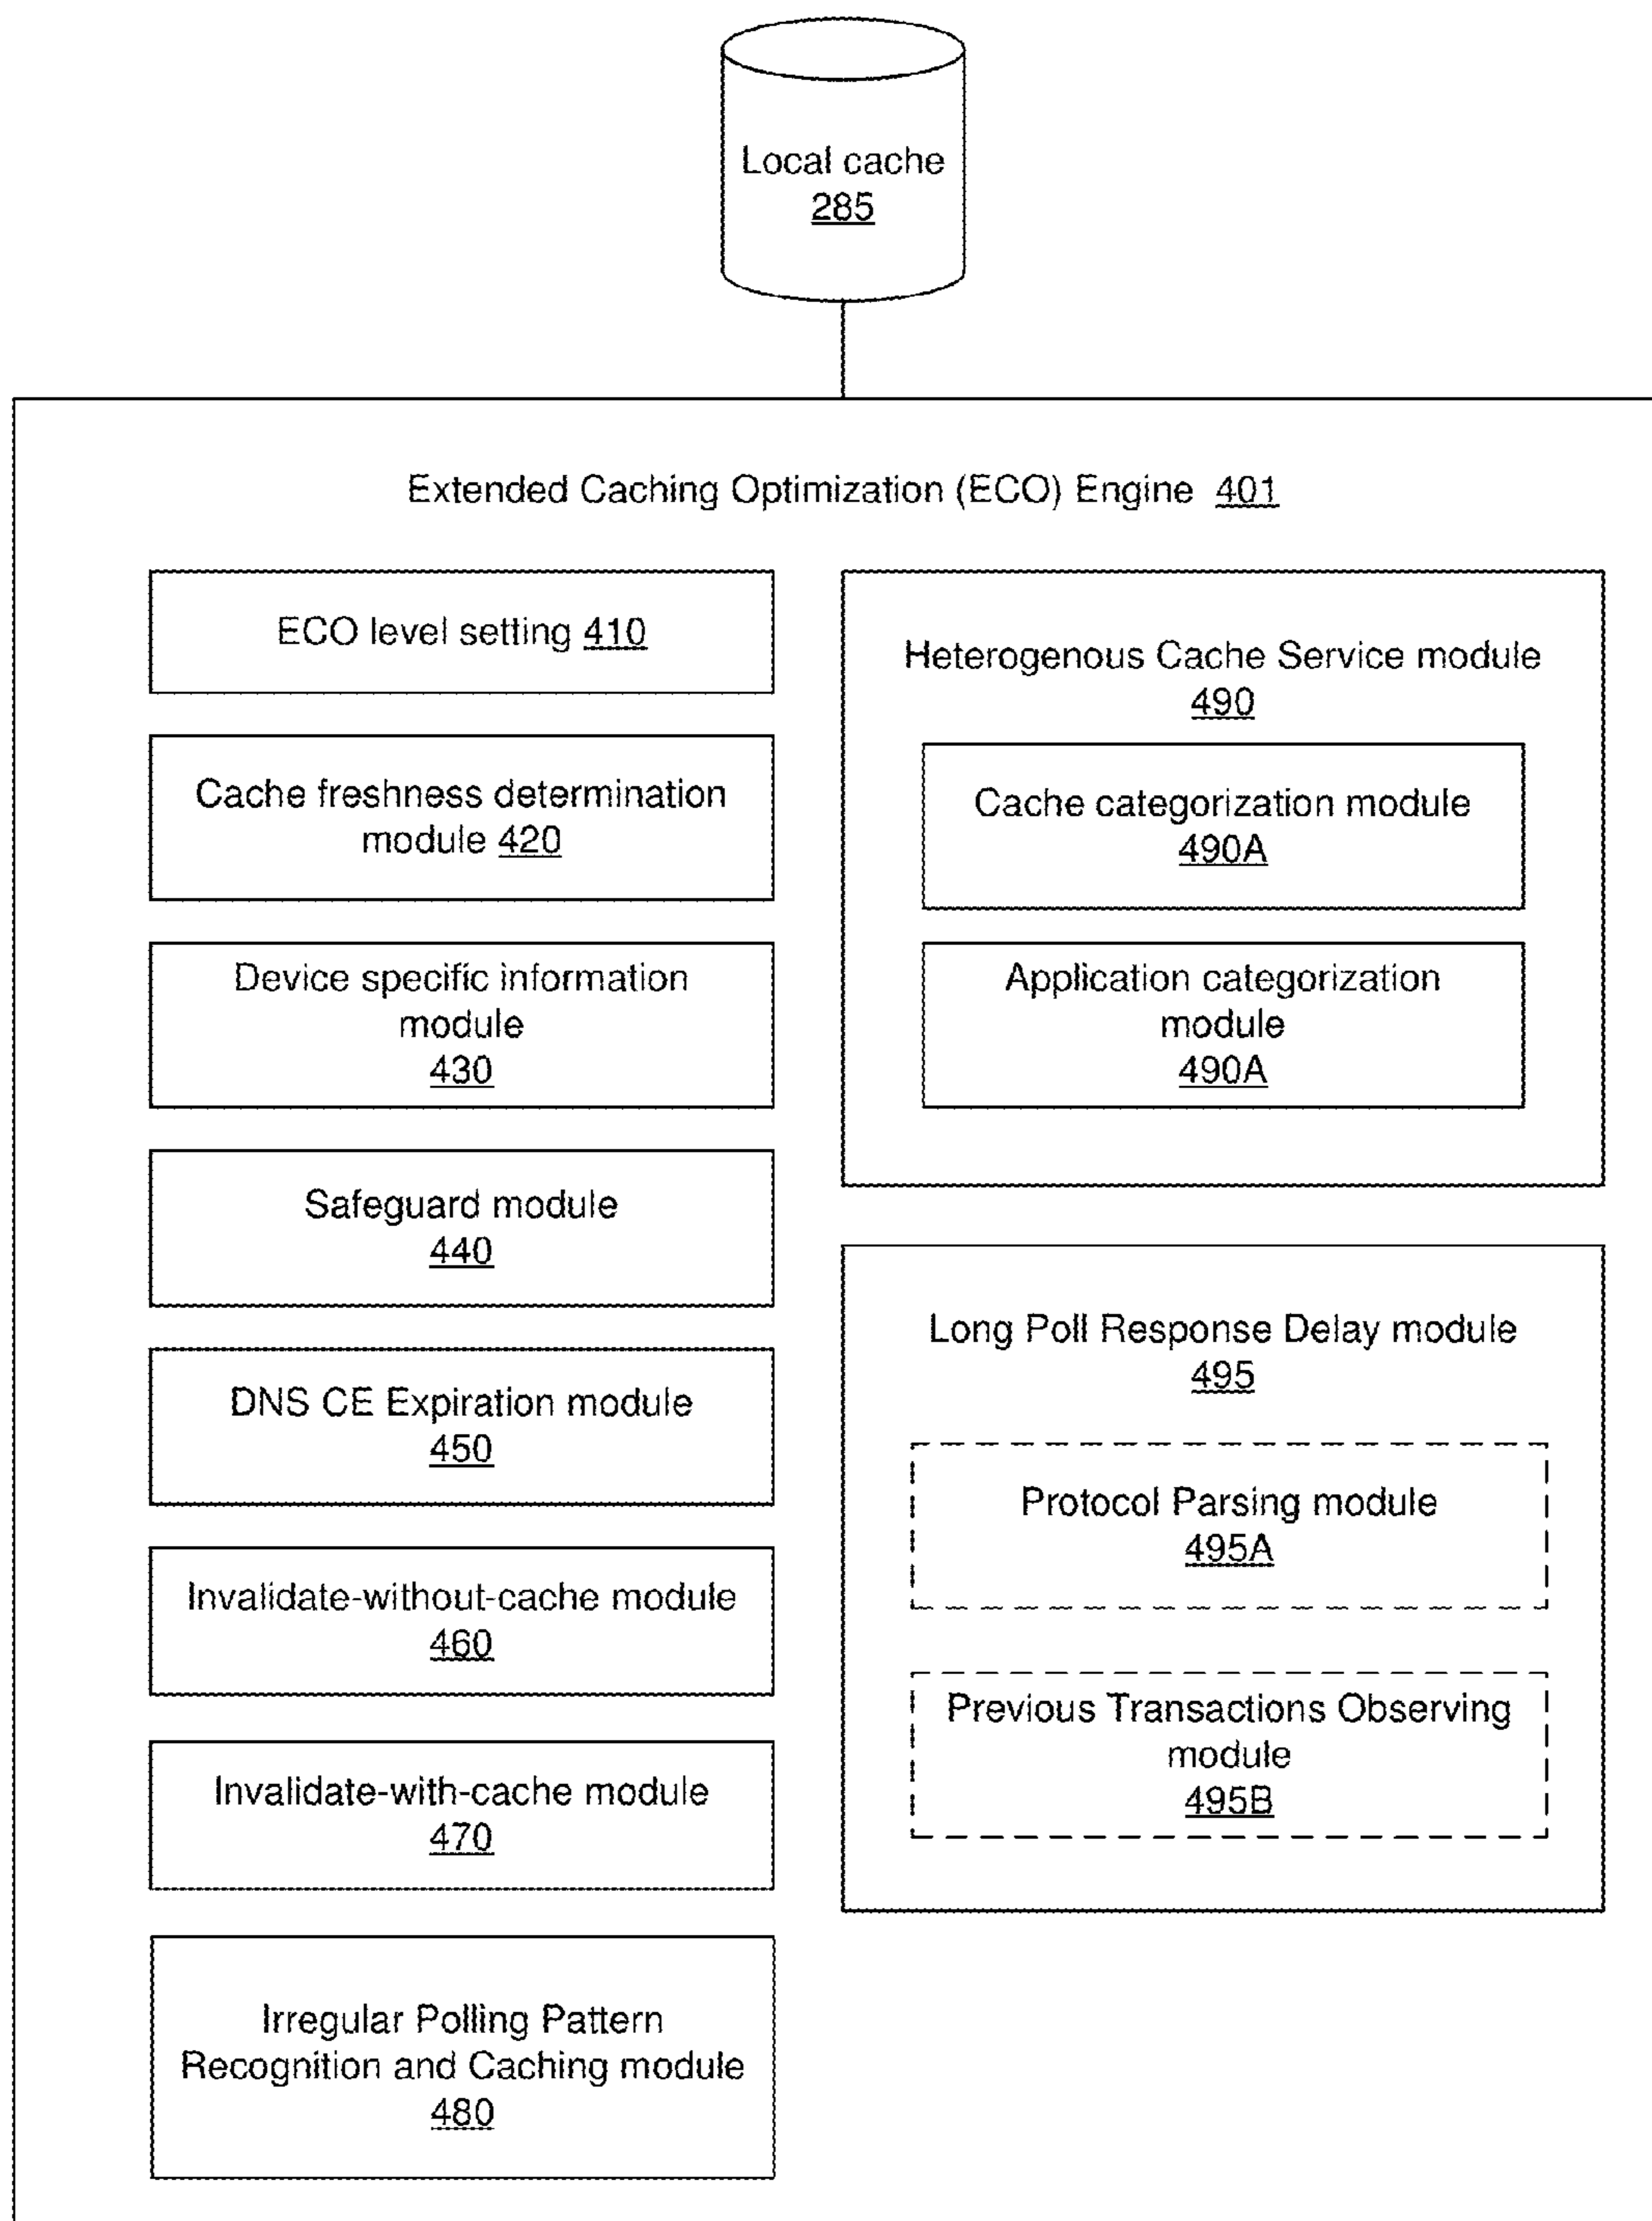 Local cache
285
Extended Caching Optimization (ECO) Engine 401
ECO level setting 410
Cache freshness determination
module 420
Device specific information
module
430
Safeguard module
440
DNS CE Expiration module
450
Invalidate-without-cache module
460
Invalidate-with-cache module
470
Irregular Polling Pattern
Recognition and Caching module
480
Heterogenous Cache Service module
490
Cache categorization module
490A
Application categorization
module
490A
Long Poll Response Delay module
495
Protocol Parsing module
495A
Previous Transactions Observing
module
495B